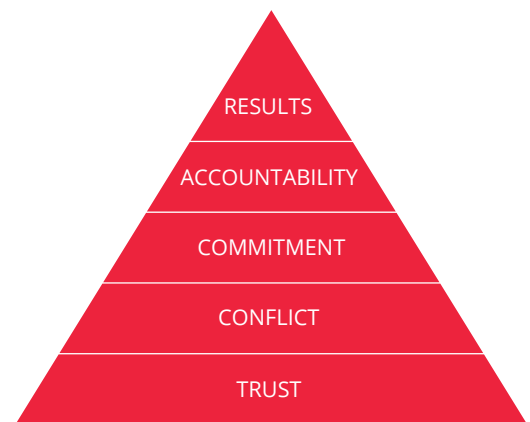 RESULTS
ACCOUNTABILITY
COMMITMENT
CONFLICT
TRUST